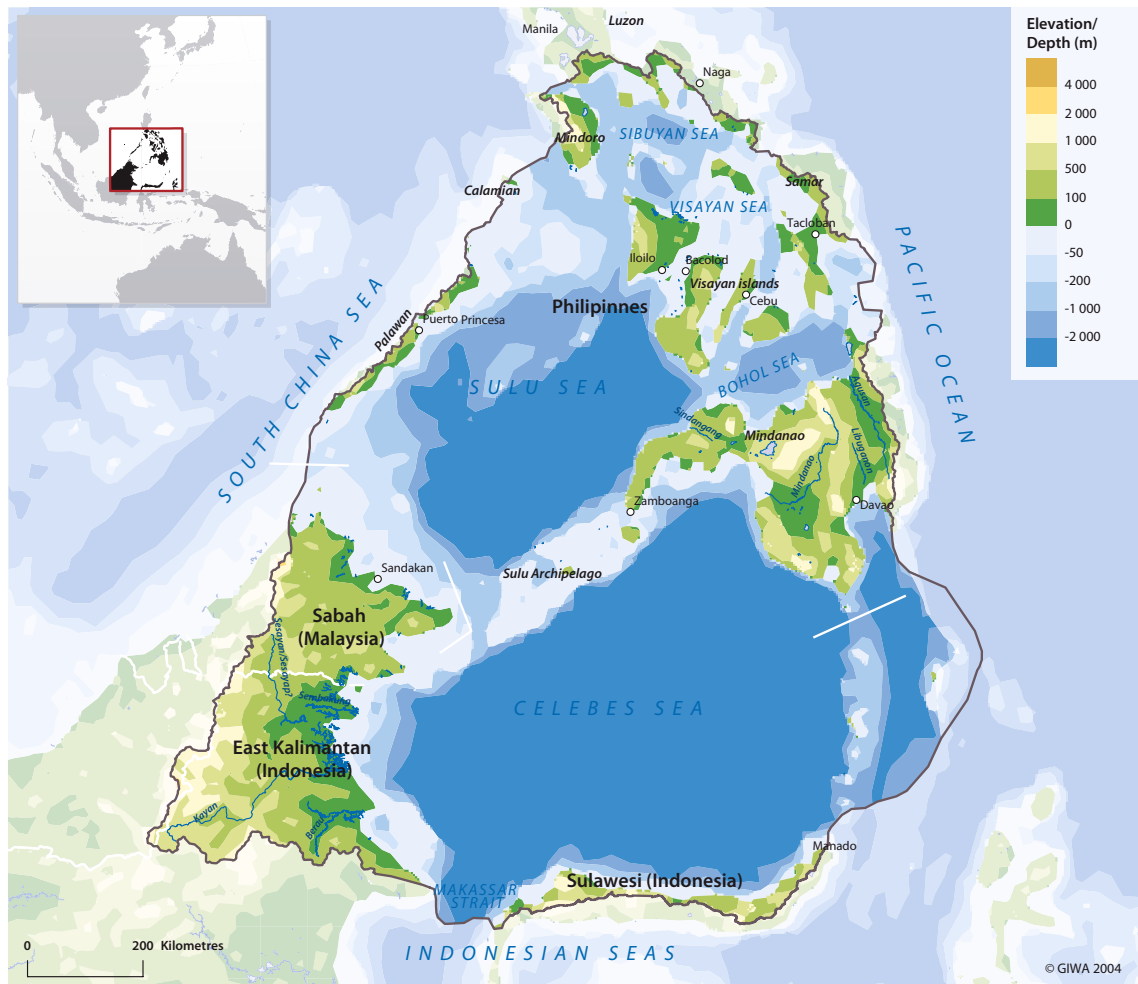 Luzon
Manila
Elevation/
Depth (m)
4 000
2 000
1 000
500
100
0
-50
-200
-1 000
-2 000
Naga
SIBUYAN SEA
Mindoro
Calamian
Samar
VISAYAN SEA
Tacloban
PACIFIC OCEAN
Iloilo
Bacolod
Visayan islands
Cebu
Philipinnes
SOUTH CHINA SEA
Palawan
Puerto Princesa
SULU SEA
BOHOL SEA
Agusan
Sindangang
Mindanao
Libuganon
Mindanao
Zamboanga
Davao
Sandakan
Sulu Archipelago
Sabah
(Malaysia)
Sesayan/Sesayap?
Sembakung
CELEBES SEA
East Kalimantan
(Indonesia)
Kayan
Berau
Manado
MAKASSAR
STRAIT
Sulawesi (Indonesia)
INDONESIAN SEAS
0
200 Kilometres
© GIWA 2004